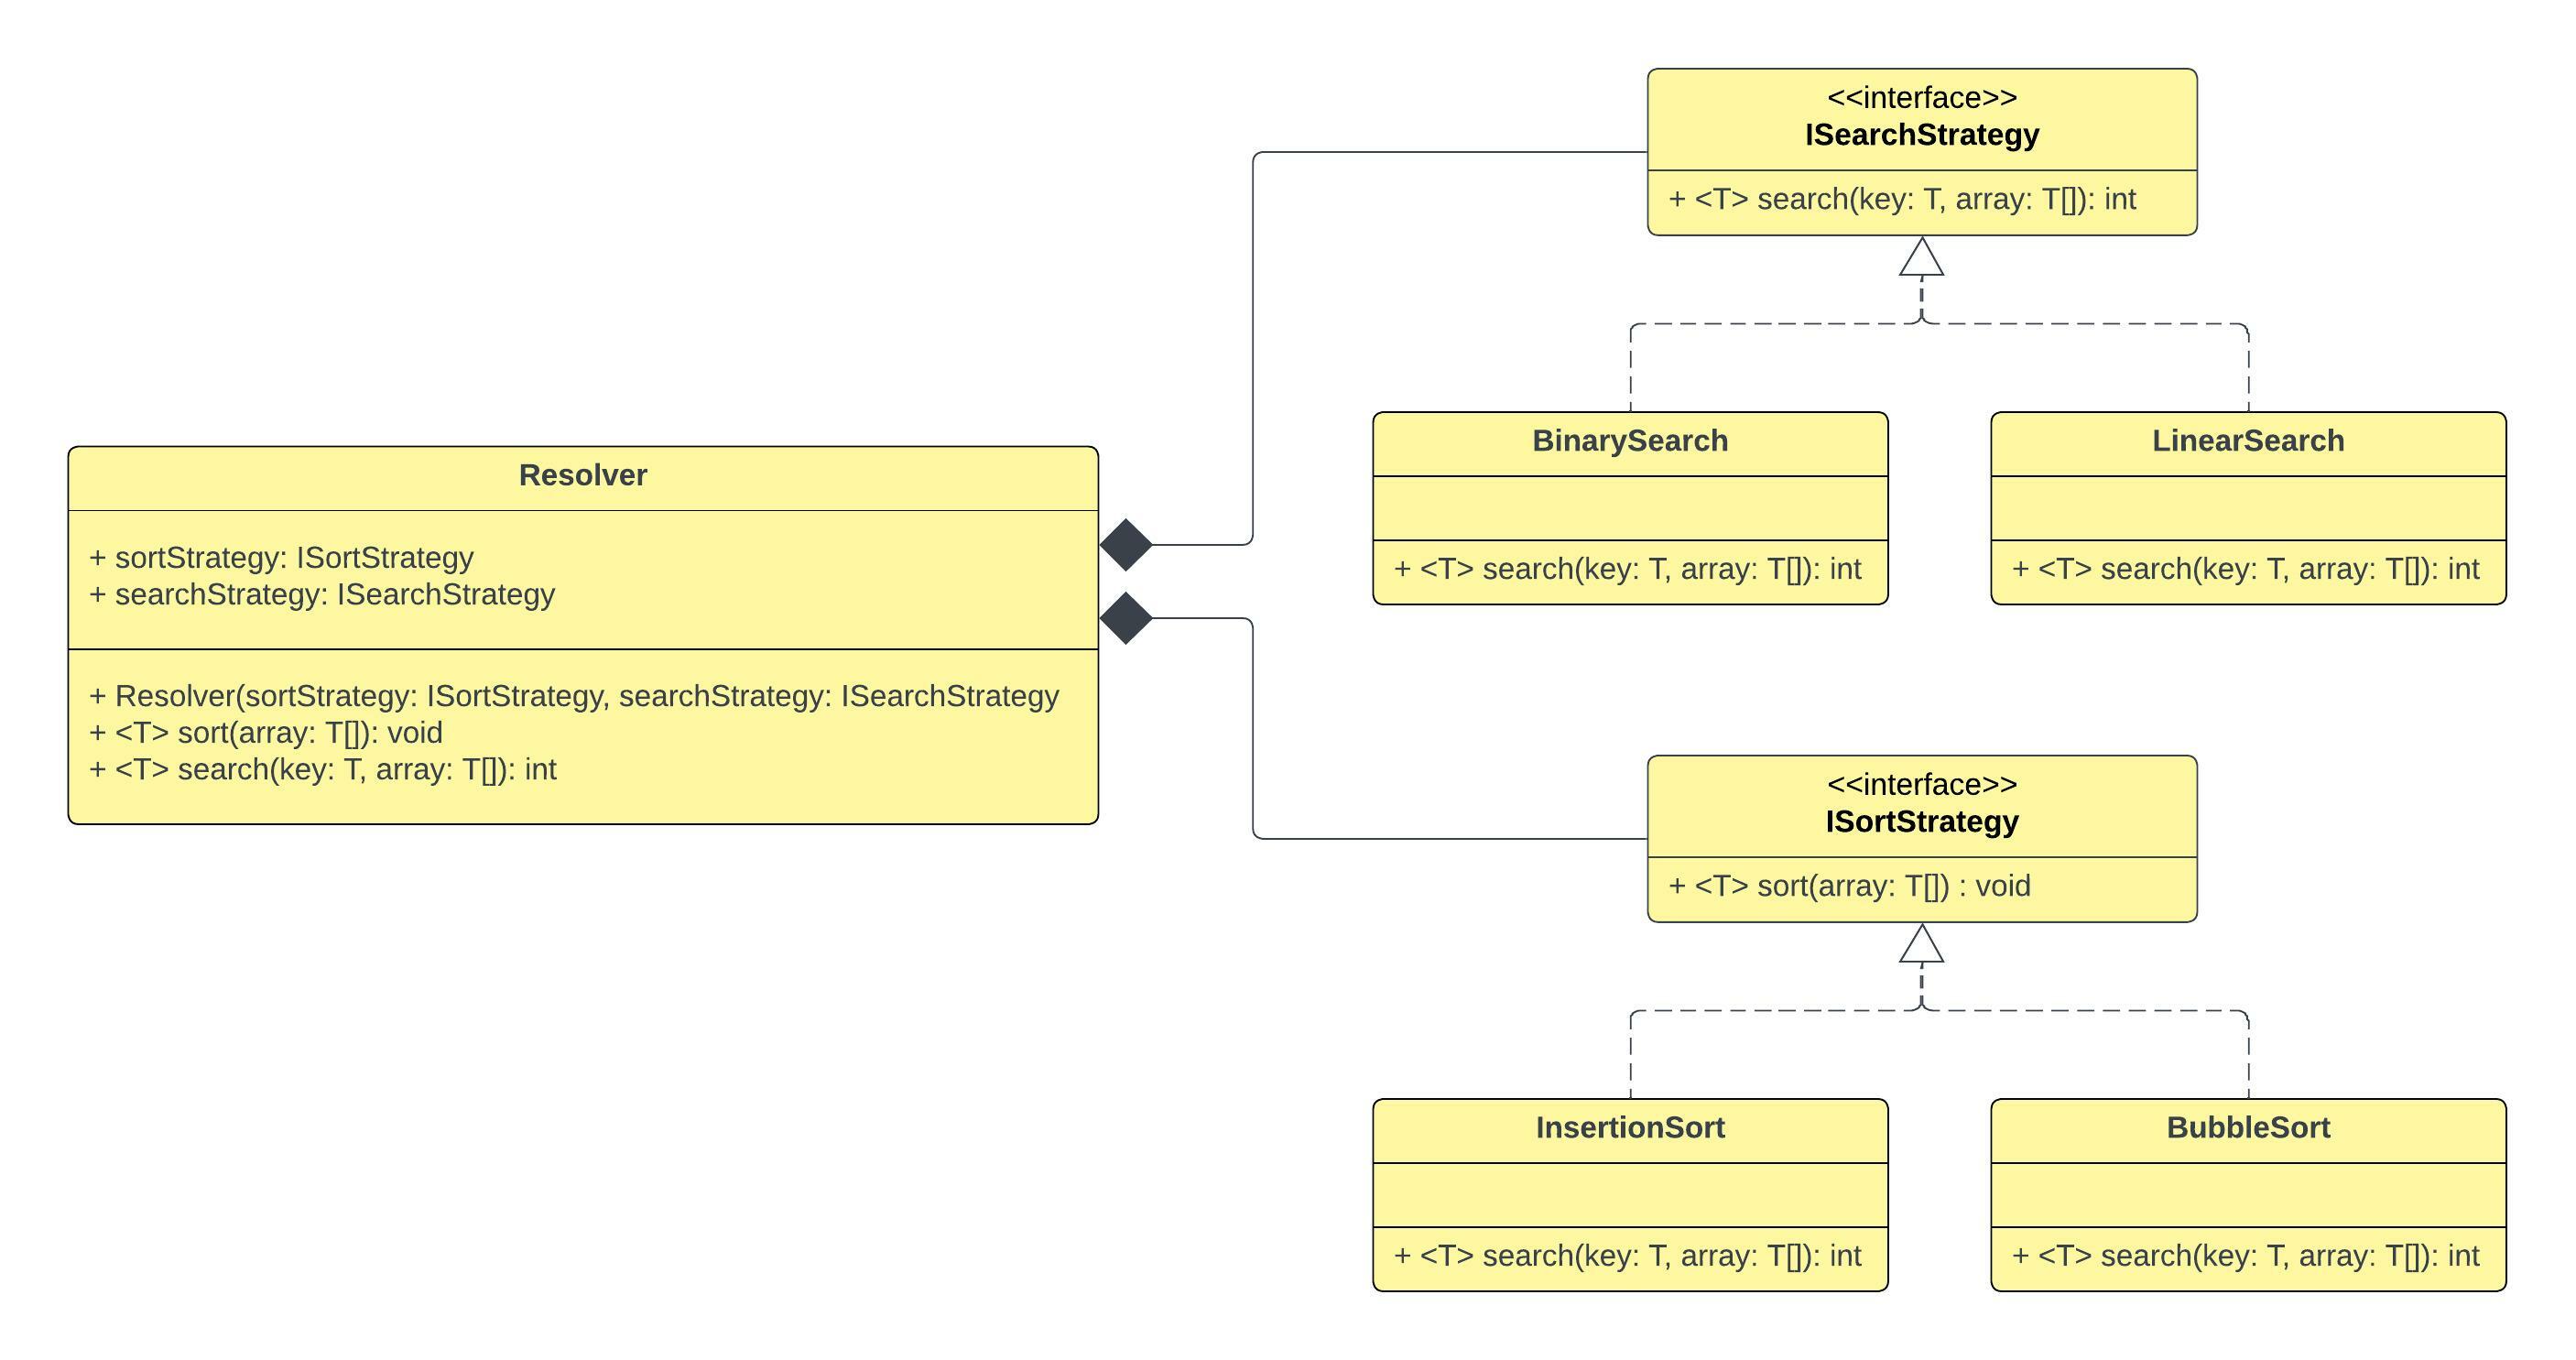 <<interface>>
ISearchStrategy
+ <T> search(key: T, array: T[]): int
BinarySearch
+ <T> search(key: T, array: T[]): int
LinearSearch
+ <T> search(key: T, array: T[]): int
Resolver
+ sortStrategy: ISortStrategy
+ searchStrategy: ISearchStrategy
+ Resolver(sortStrategy: ISortStrategy, searchStrategy: ISearchStrategy
+ <T> sort(array: T[]): void
+ <T> search(key: T, array: T[]): int
<<interface>>
ISortStrategy
+ <T> sort(array: T[]) : void
InsertionSort
+ <T> search(key: T, array: T[]): int
BubbleSort
+ <T> search(key: T, array: T[]): int